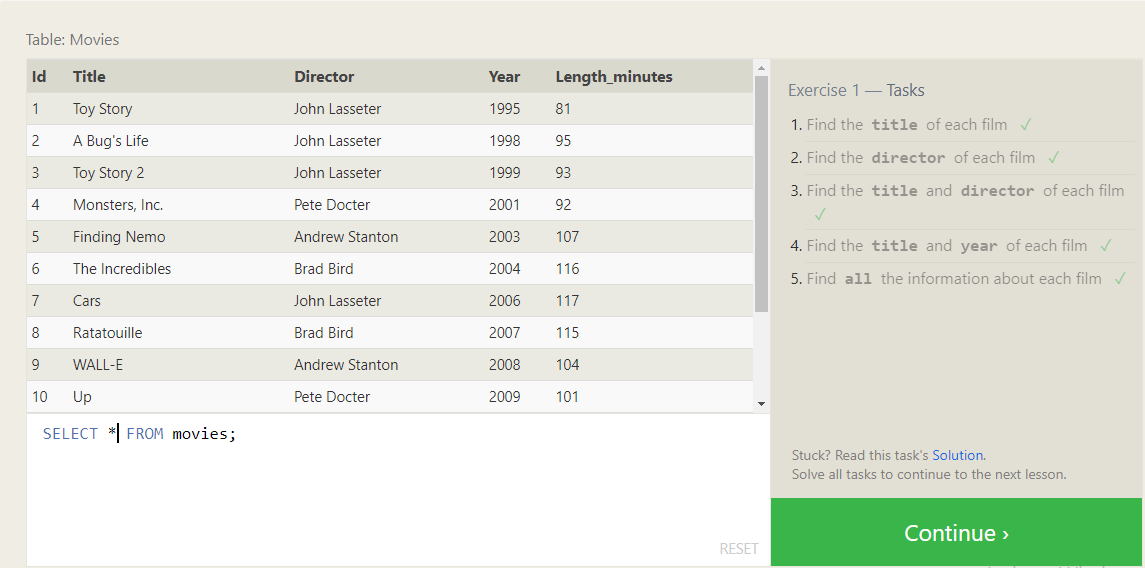 Table: Movies
Id Title Director Year Length_minutes
1 Toy Story John Lasseter 1995 81
2 A Bug's Life John Lasseter 1998 95
3 Toy Story 2 John Lasseter 1999 93
4 Monsters, Inc. Pete Docter 2001 92
5 Finding Nemo Andrew Stanton 2003 107
6 The Incredibles Brad Bird 2004 116
7 Cars John Lasseter 2006 117
8 Ratatouille Brad Bird 2007 115
9 WALL-E Andrew Stanton 2008 104
10 Up Pete Docter 2009 101
SELECT * FROM movies;
RESET
Exercise 1 — Tasks
1. Find the title of each film ✓
2. Find the director of each film ✓
3. Find the title and director of each film
✓
4. Find the title and year of each film ✓
5. Find all the information about each film ✓
Stuck? Read this task's Solution.
Solve all tasks to continue to the next lesson.
Continue ›